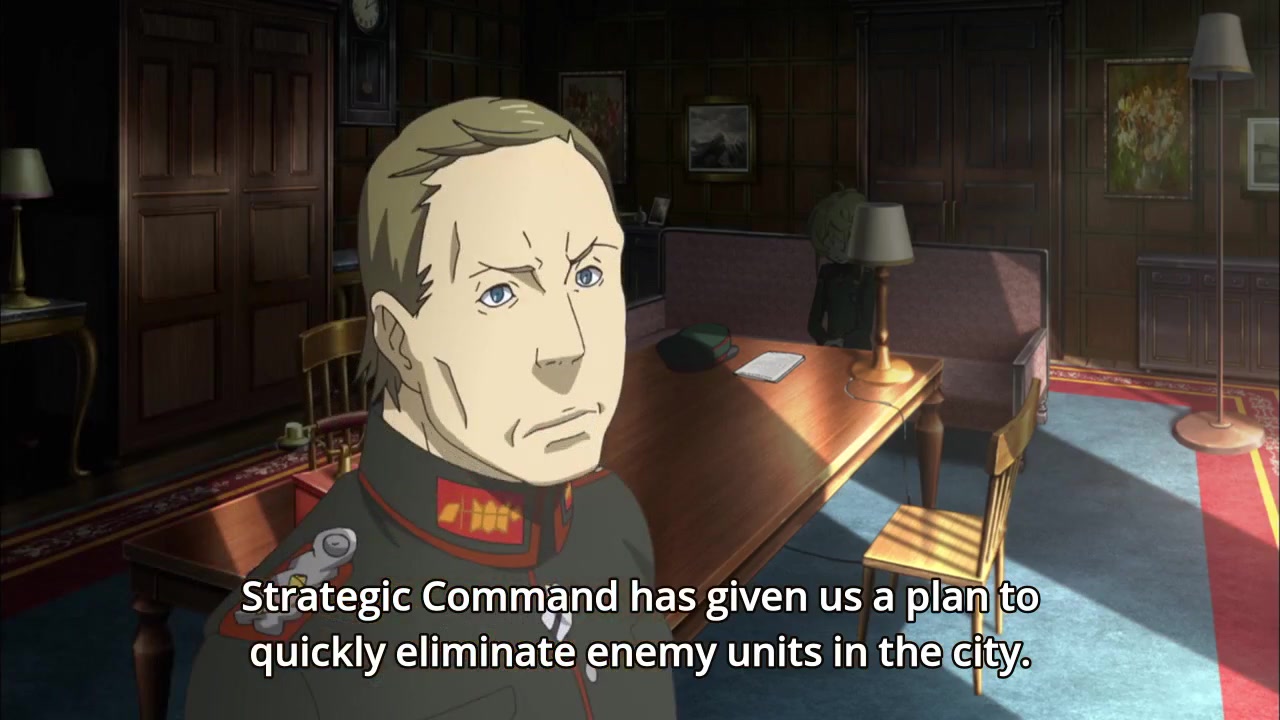 Strategic Command has given us a plan to
quickly eliminate enemy units in the city.